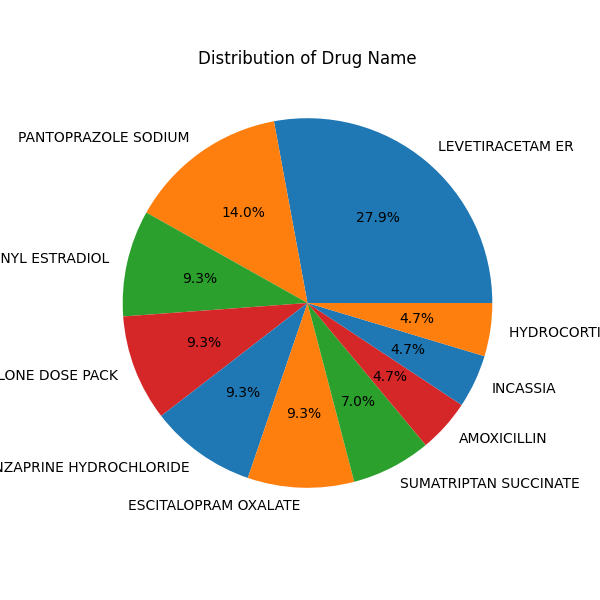 Distribution of Drug Name
LEVETIRACETAM ER
27.9%
PANTOPRAZOLE SODIUM
14.0%
NYL ESTRADIOL
9.3%
LONE DOSE PACK
9.3%
NZAPRINE HYDROCHLORIDE
9.3%
ESCITALOPRAM OXALATE
9.3%
SUMATRIPTAN SUCCINATE
7.0%
AMOXICILLIN
4.7%
INCASSIA
4.7%
HYDROCORTI
4.7%